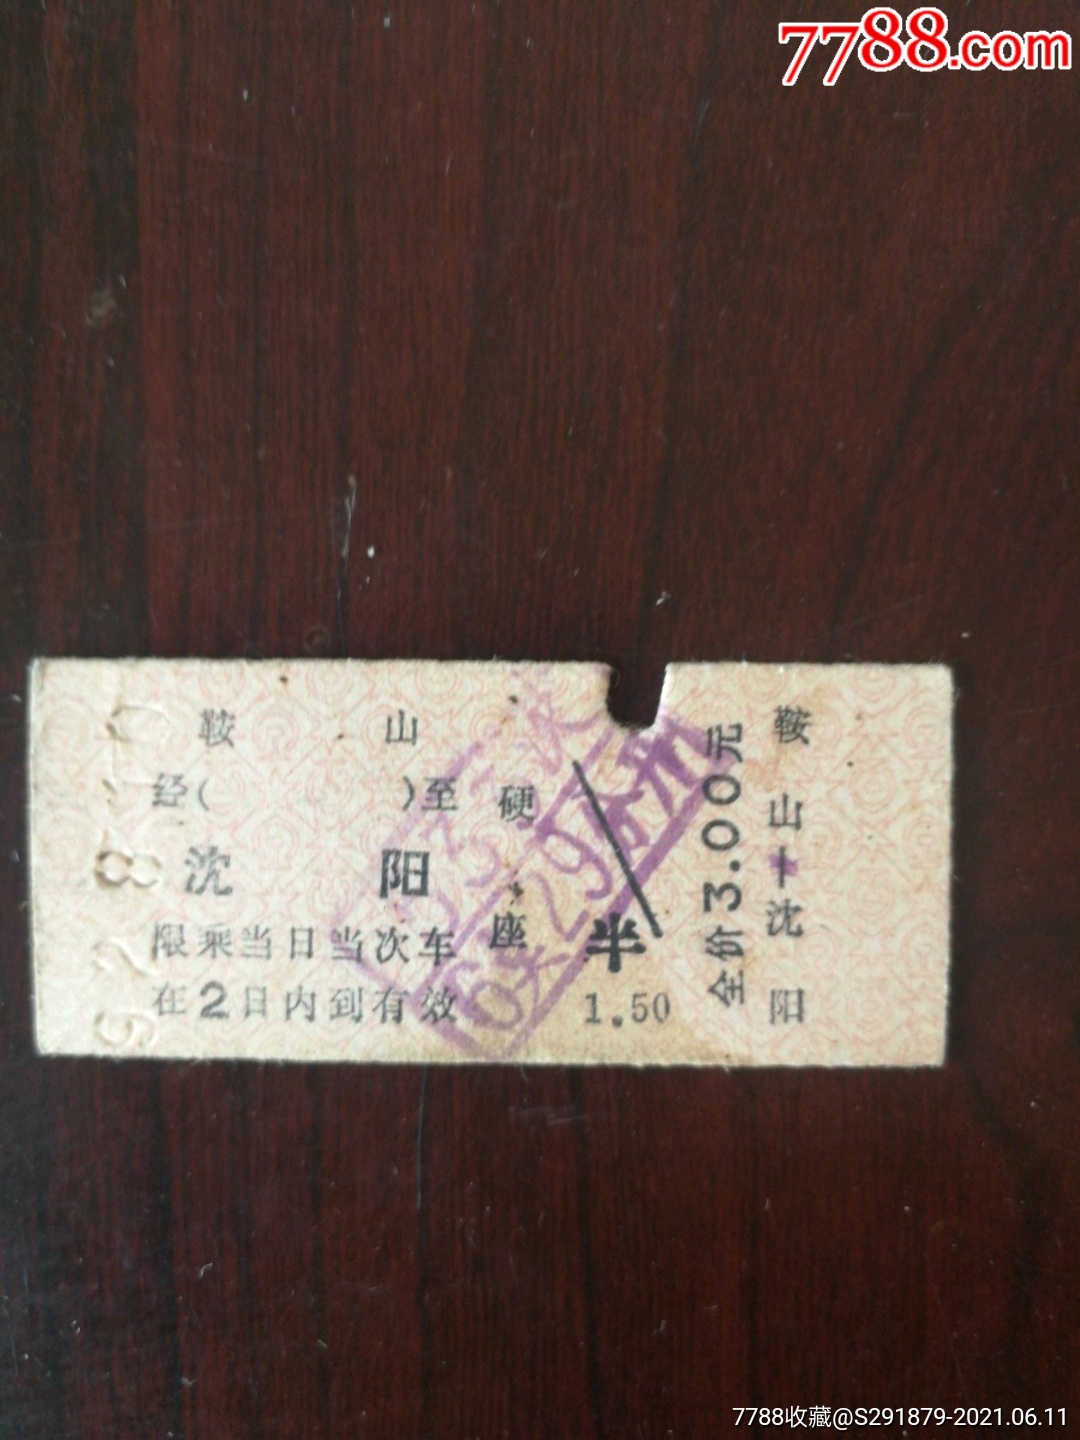 7788.com
鞍 山
经( )至
沈 阳
硬座
半
1.50
限乘当日当次车
在2日内到有效
全价3.00元
鞍山—沈阳
7788收藏@S291879-2021.06.11